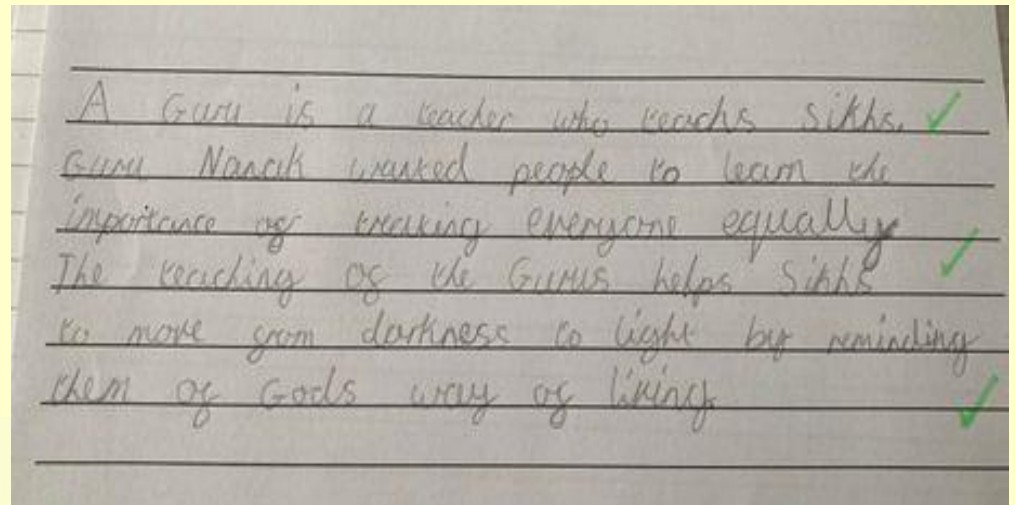 A Guru is a teacher who teachs Sikhs.
Guru Nanak wanted people to learn the
importance of treating everyone equally
The teaching of the Gurus helps Sikhs
to move from darkness to light by reminding
them of Gods way of living